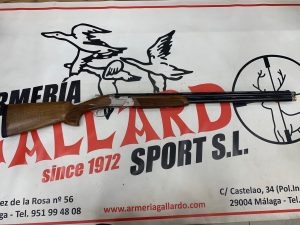 ARMERIA
GALLARDO
since 1972 SPORT S.L.
ez de la Rosa nº 56
ga - Tel. 951 99 48 08
www.armeriagallardo.com
C/ Castelao, 34 (Pol.In
29004 Málaga - Tel.